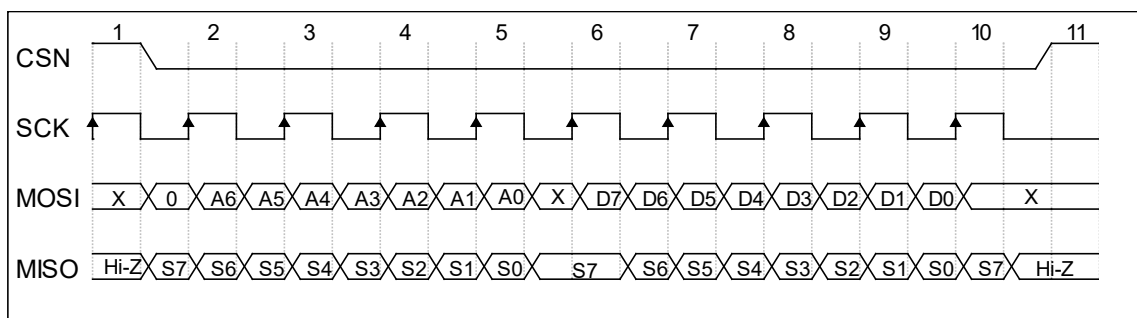 1 2 3 4 5 6 7 8 9 10 11
CSN
SCK
MOSI X 0 A6 A5 A4 A3 A2 A1 A0 X D7 D6 D5 D4 D3 D2 D1 D0 X
MISO Hi-Z S7 S6 S5 S4 S3 S2 S1 S0 S7 S6 S5 S4 S3 S2 S1 S0 S7 Hi-Z